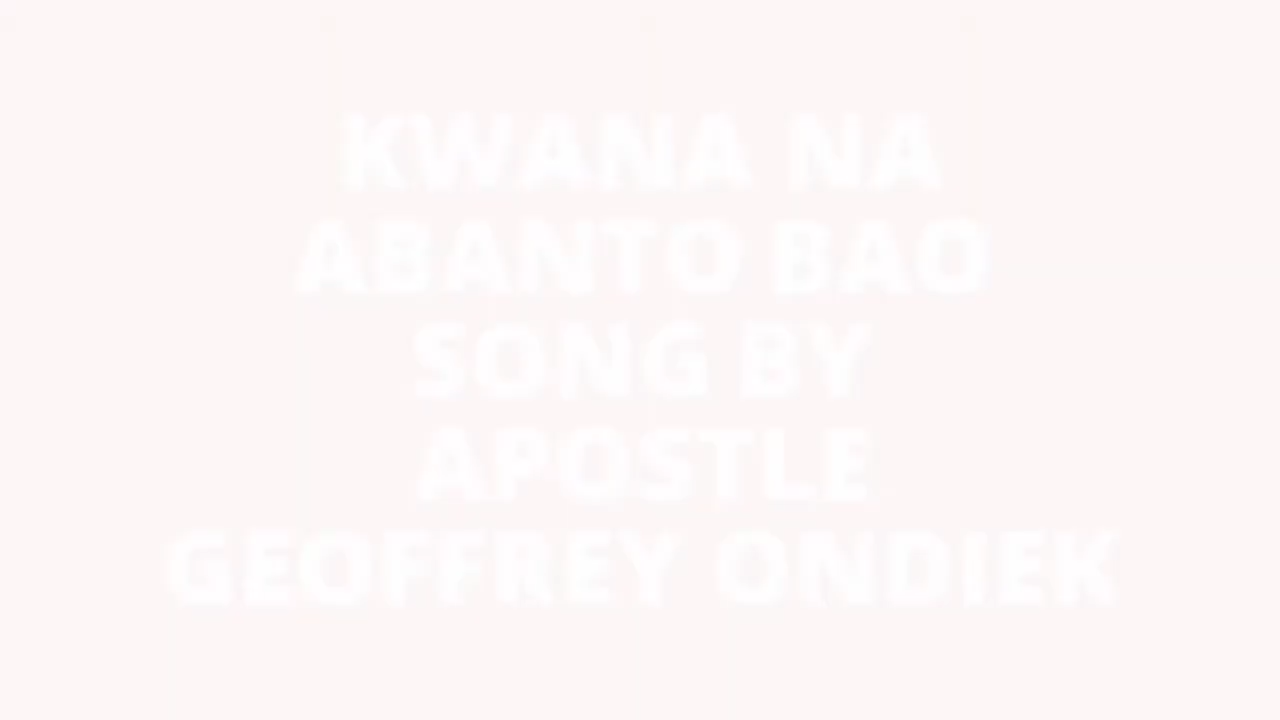 KWANA NA
ABANTO BAO
SONG BY
APOSTLE
GEOFFREY ONDIEK